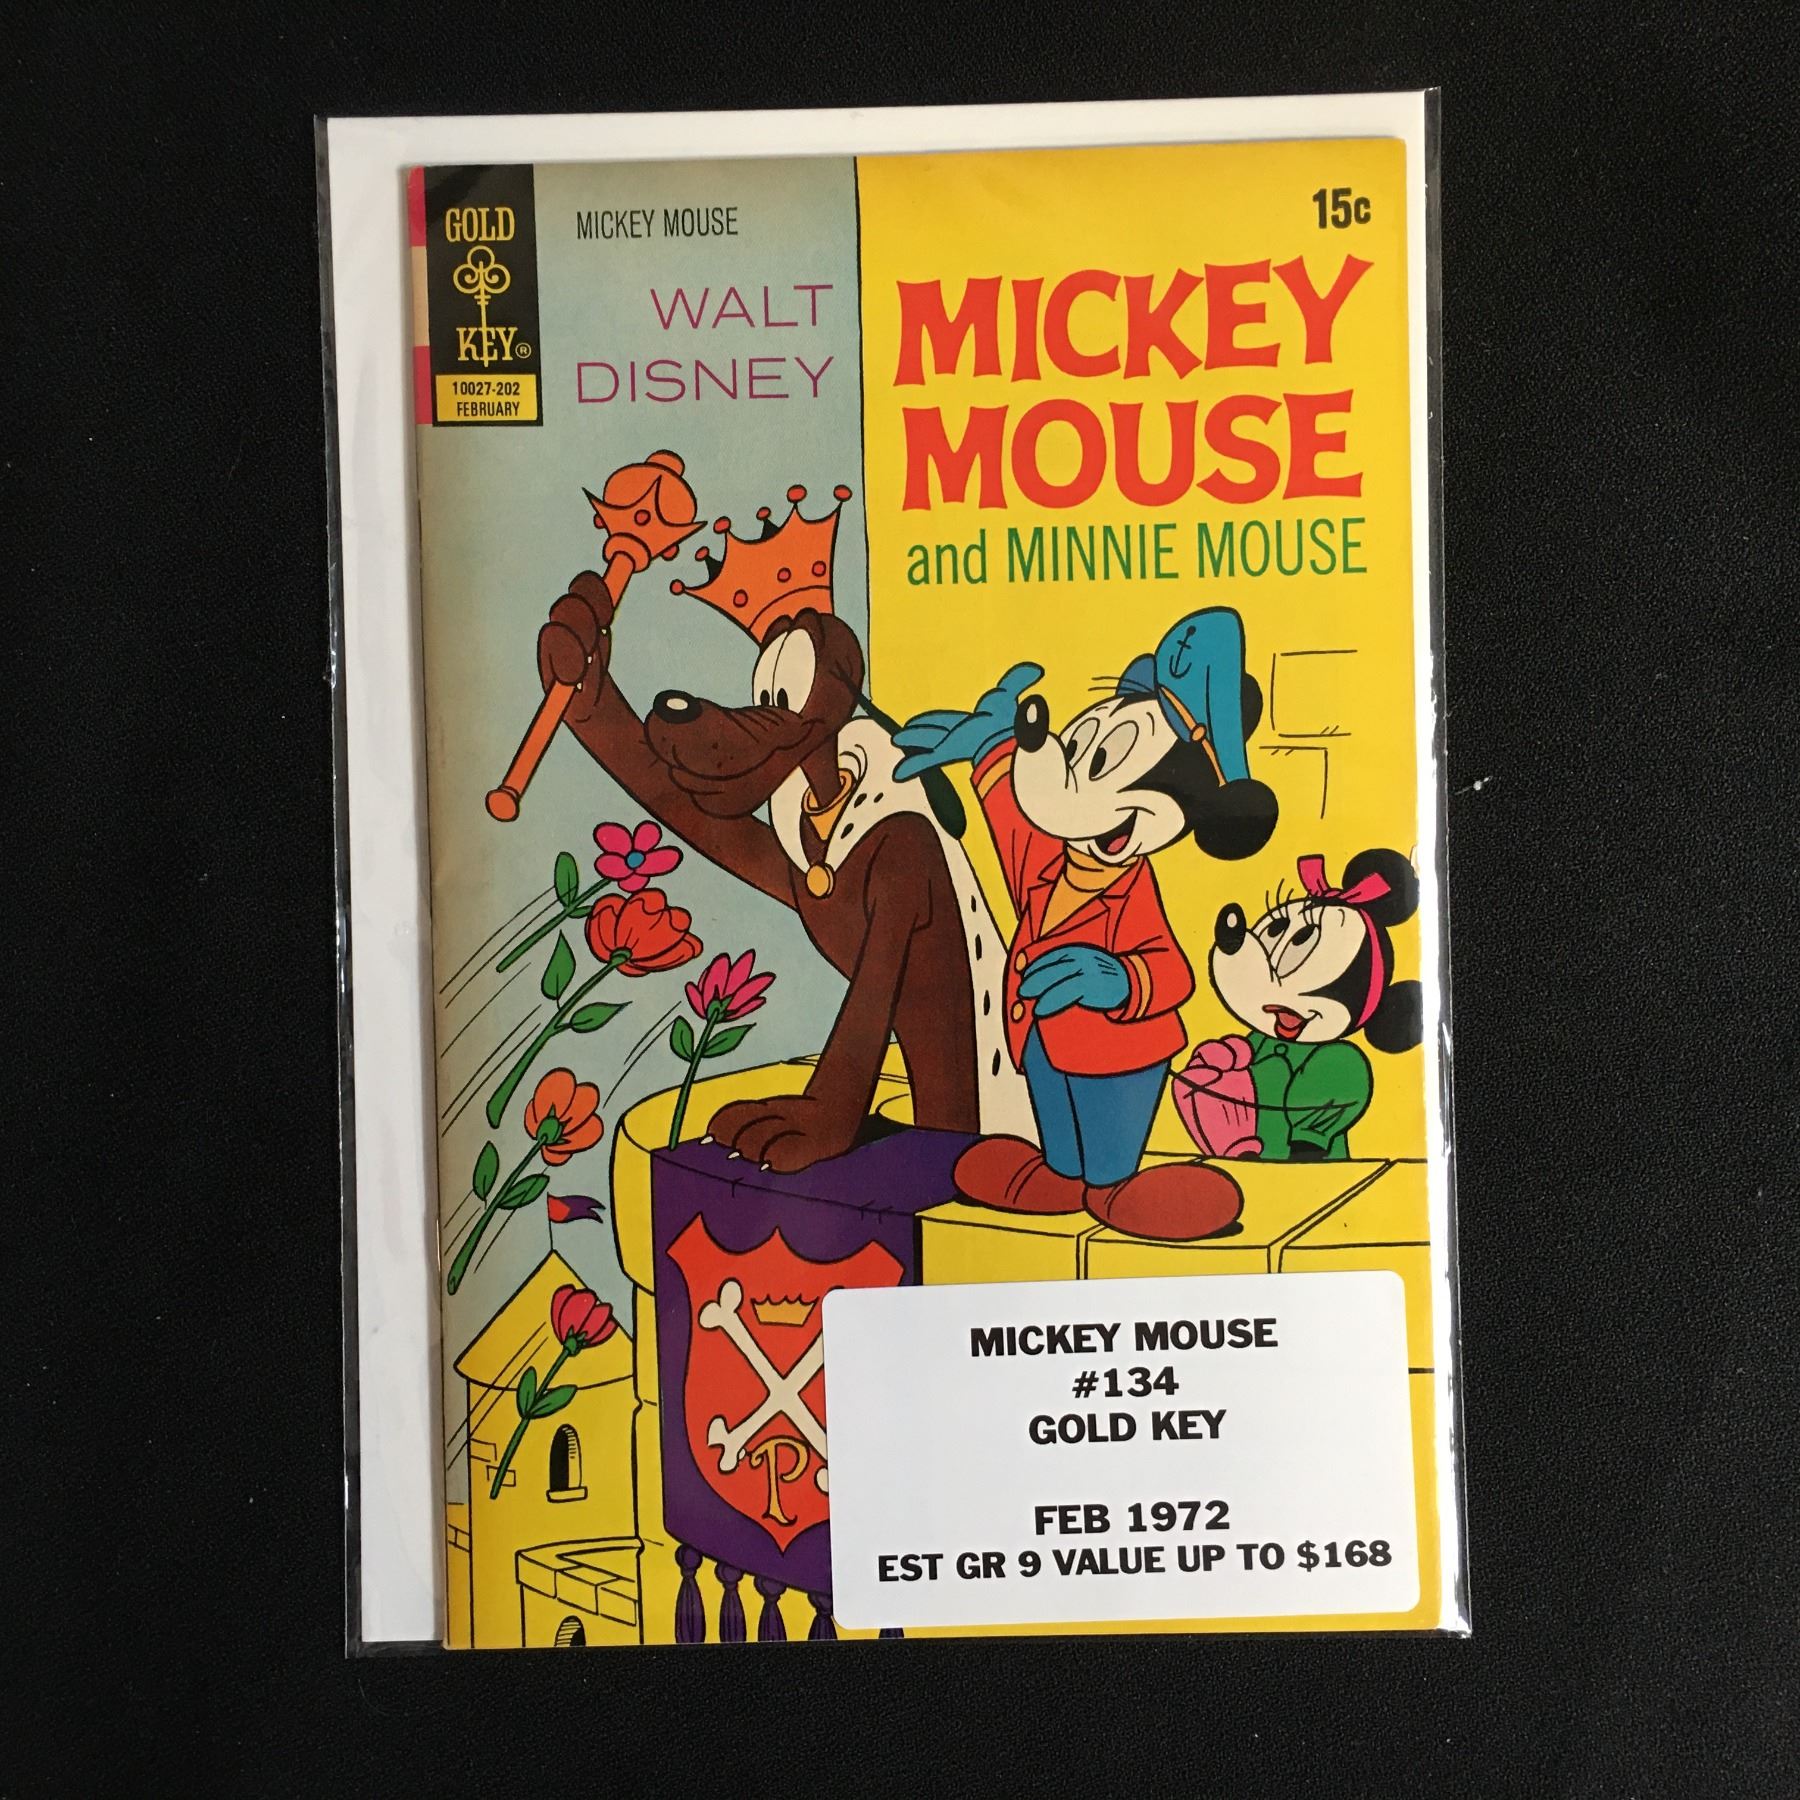 GOLD
KEY®
10027-202
FEBRUARY
MICKEY MOUSE
WALT
DISNEY
15c
MICKEY
MOUSE
and MINNIE MOUSE
P.
MICKEY MOUSE
#134
GOLD KEY
FEB 1972
EST GR 9 VALUE UP TO $168